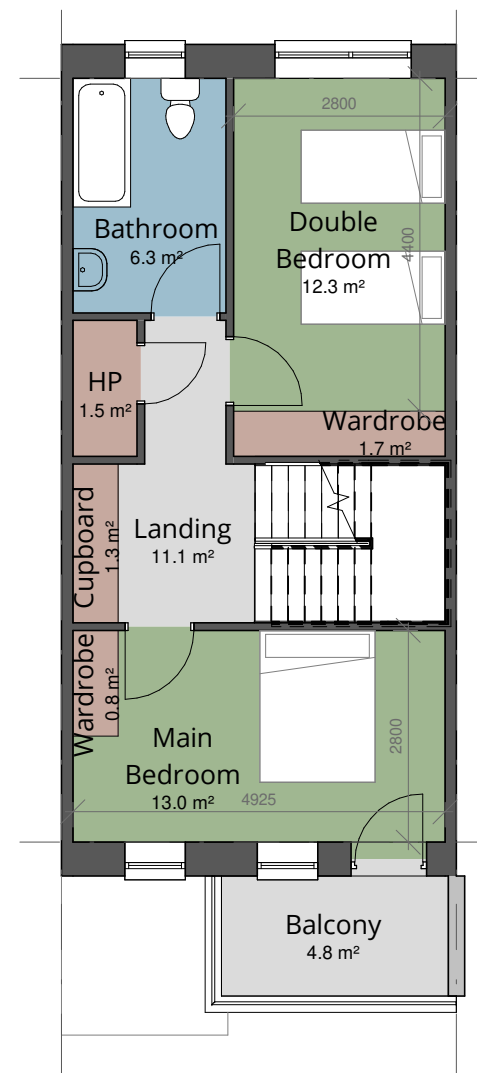 2800
Bathroom
6.3 m²
Double
Bedroom
12.3 m²
4400
HP
1.5 m²
Wardrobe
1.7 m²
Cupboard
1.3 m²
Landing
11.1 m²
Wardrobe
0.8 m²
Main
Bedroom
13.0 m²
2800
4925
Balcony
4.8 m²